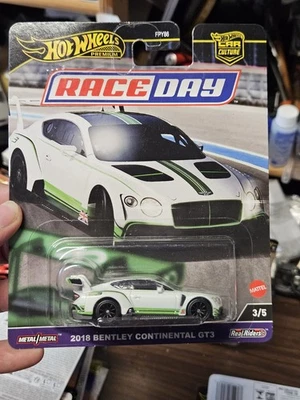 HOT WHEELS
PREMIUM
FPY86
CAR
CULTURE
RACE DAY
MATTEL
3/5
METAL/METAL
2018 BENTLEY CONTINENTAL GT3
Real Riders